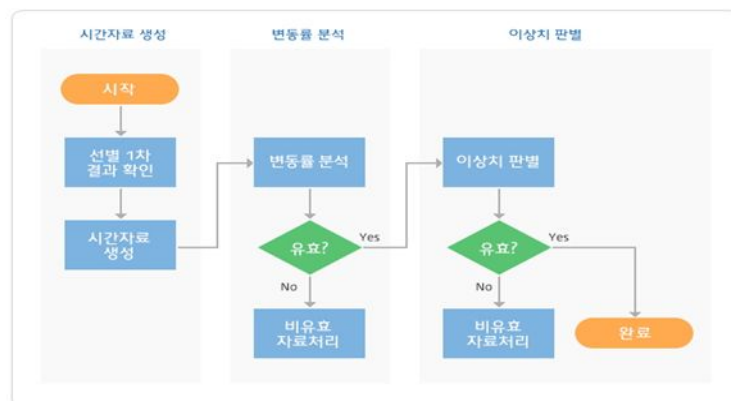 시간자료 생성
변동률 분석
이상치 판별
시작
선별 1차
결과 확인
시간자료
생성
변동률 분석
유효?
Yes
No
비유효
자료처리
이상치 판별
유효?
Yes
No
비유효
자료처리
완료